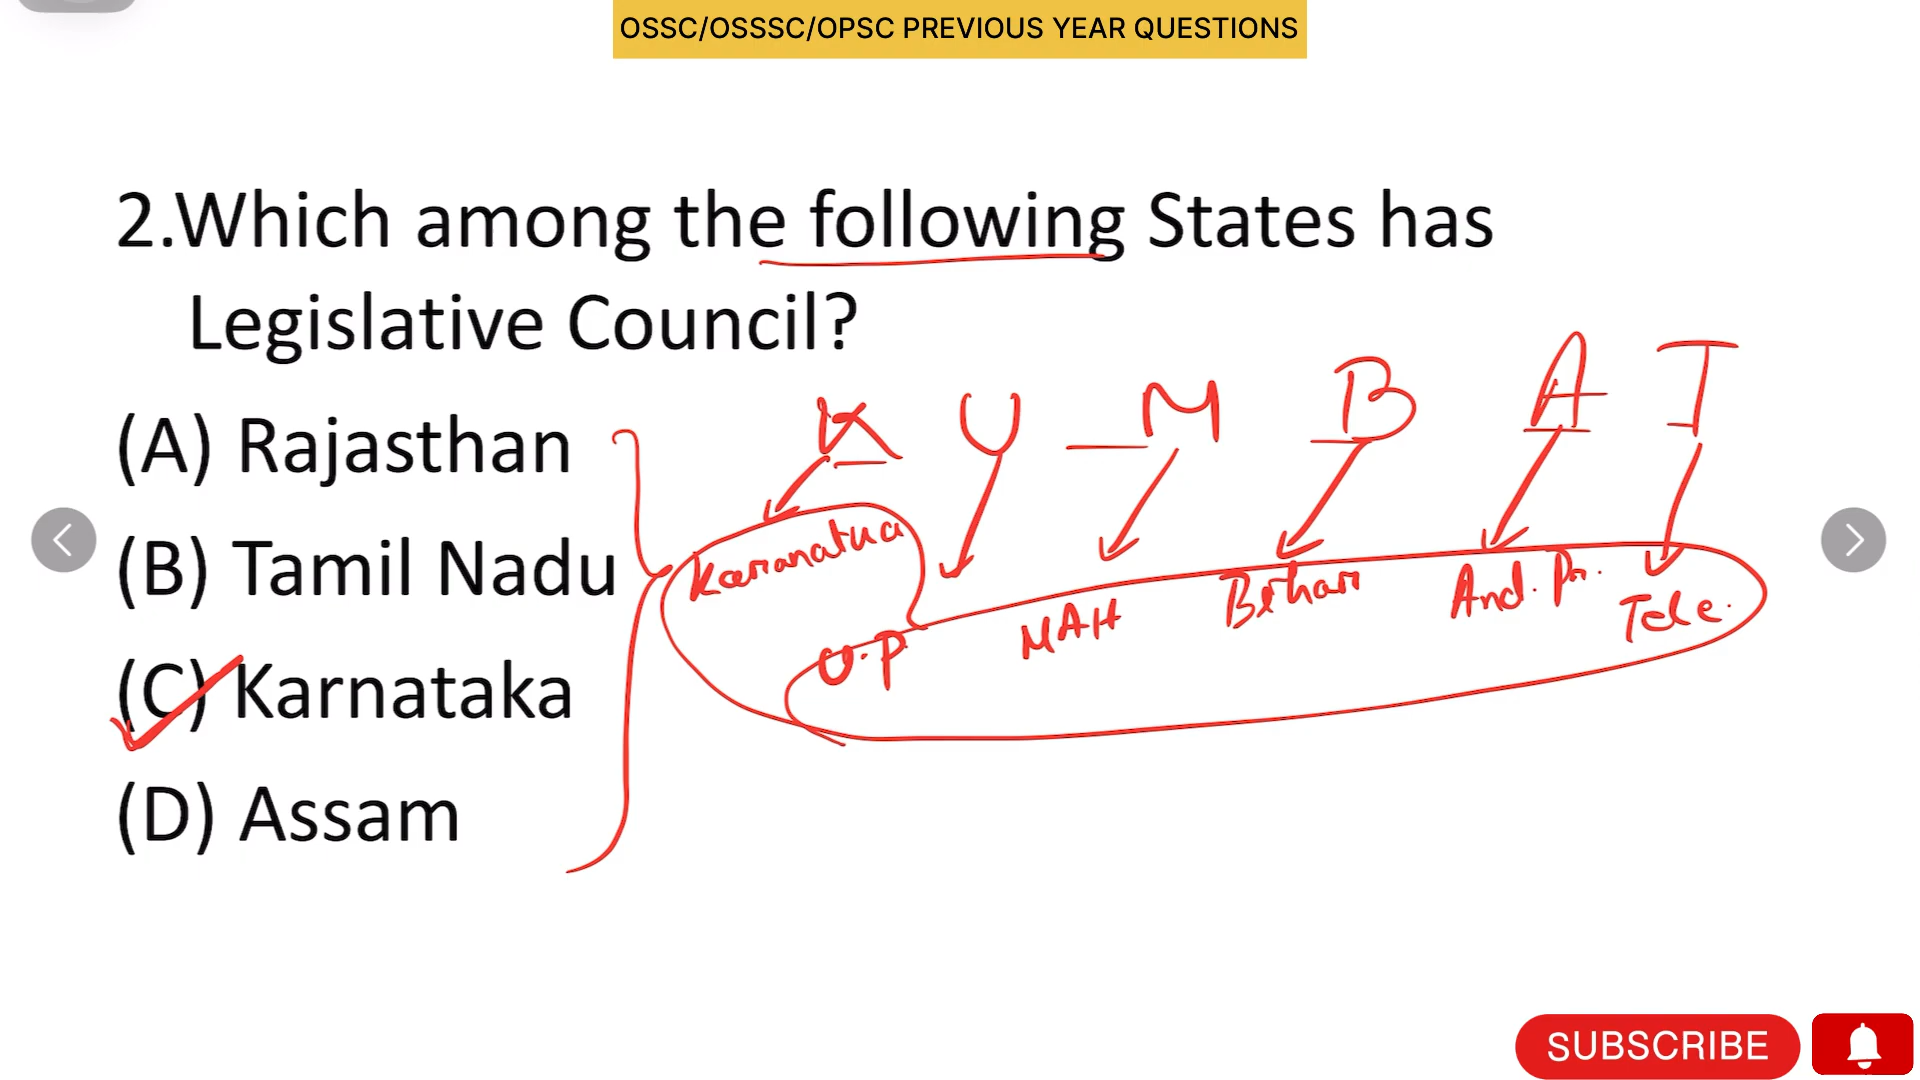 OSSC/OSSSC/OPSC PREVIOUS YEAR QUESTIONS
2.Which among the following States has
Legislative Council?
(A) Rajasthan
(B) Tamil Nadu
(C) Karnataka
(D) Assam
K U M B A T
Karanatka
U.P
MAH
Bihar
And. Pr.
Tele.
SUBSCRIBE